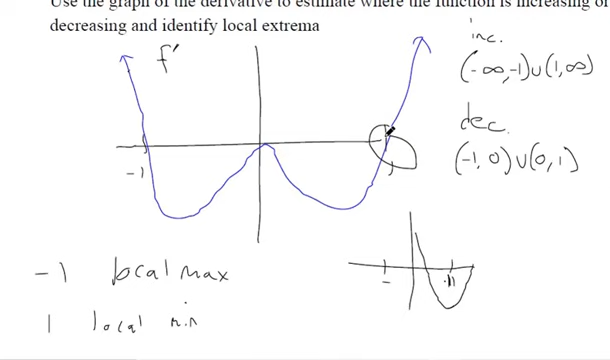 Use the graph of the derivative to estimate where the function is increasing or
decreasing and identify local extrema
f'
inc.
(-∞,-1)∪(1,∞)
dec.
(-1,0)∪(0,1)
-1
1
-1 local max
1 local min